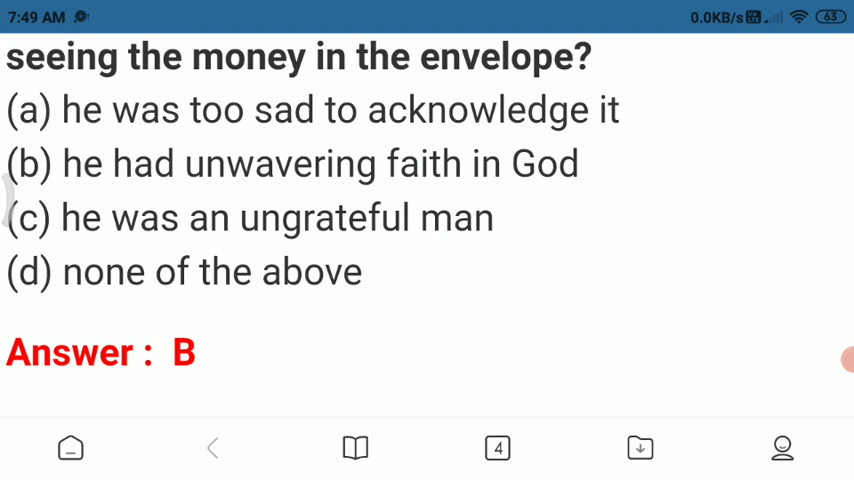 7:49 AM 0.0KB/s 63
seeing the money in the envelope?
(a) he was too sad to acknowledge it
(b) he had unwavering faith in God
(c) he was an ungrateful man
(d) none of the above
Answer : B
4